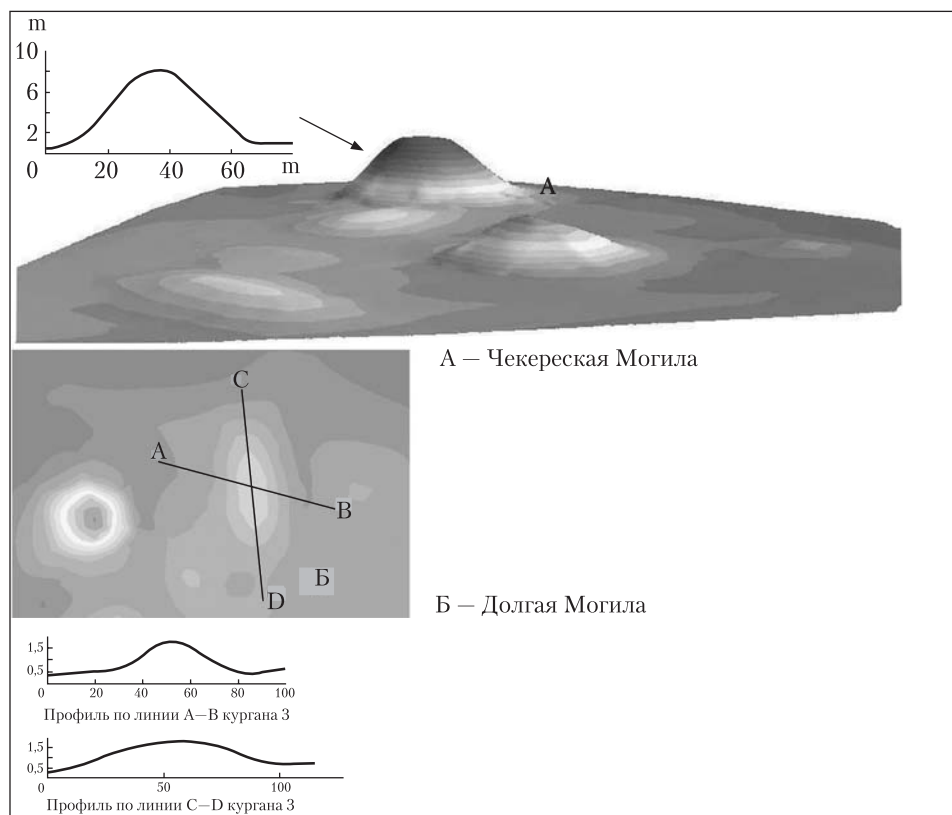 m
10
6
2
0 20 40 60 m
А
А — Чекереская Могила
C
A
B
Б
D
Б — Долгая Могила
1,5
0,5
0 20 40 60 80 100
Профиль по линии А—В кургана 3
1,5
0,5
0 50 100
Профиль по линии C—D кургана 3